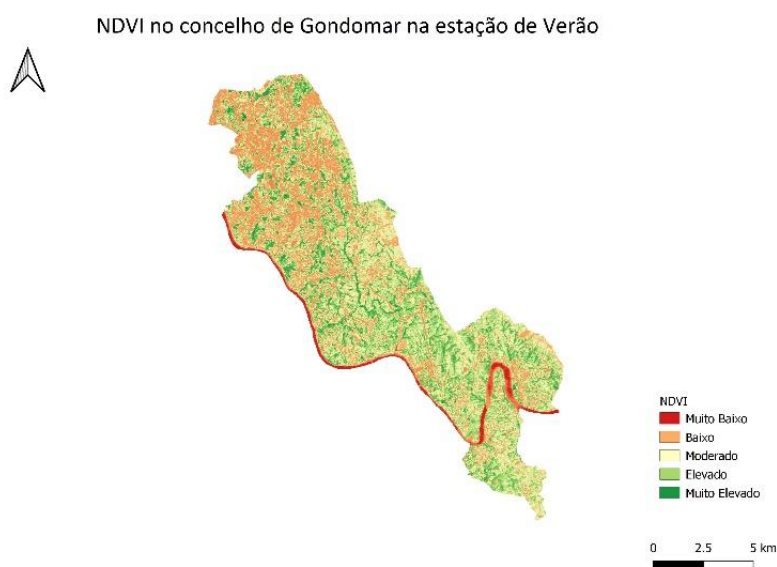 NDVI no concelho de Gondomar na estação de Verão
NDVI
Muito Baixo
Baixo
Moderado
Elevado
Muito Elevado
0 2.5 5 km